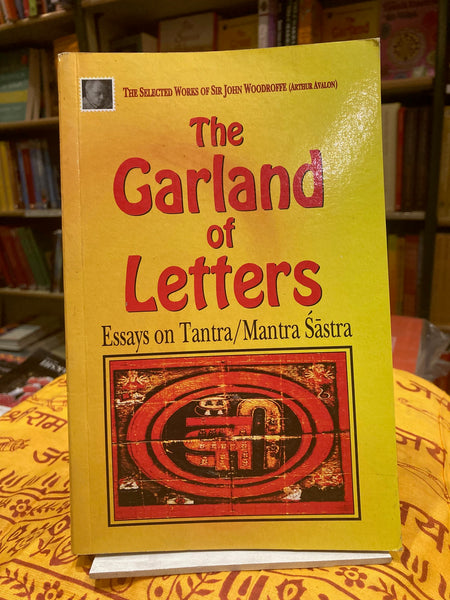 THE SELECTED WORKS OF SIR JOHN WOODROFFE (ARTHUR AVALON)
The
Garland
of
Letters
Essays on Tantra/Mantra Śāstra